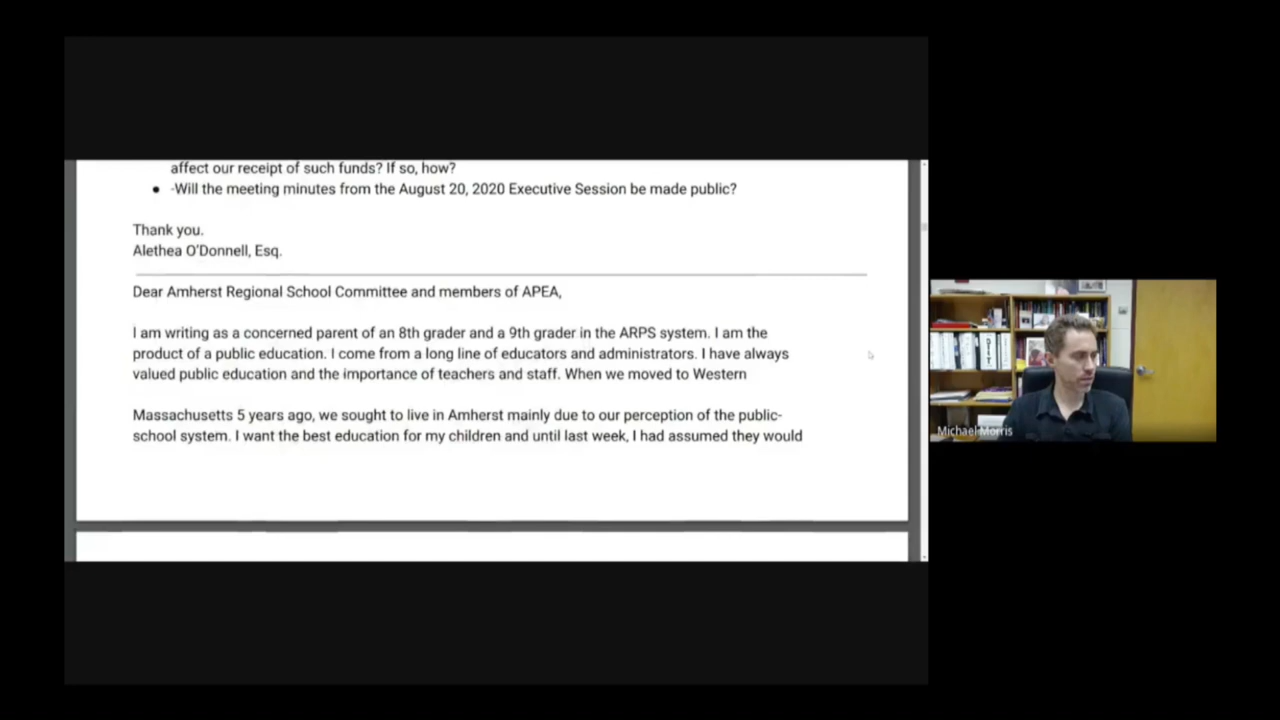 affect our receipt of such funds? If so, how?
● -Will the meeting minutes from the August 20, 2020 Executive Session be made public?
Thank you.
Alethea O'Donnell, Esq.
Dear Amherst Regional School Committee and members of APEA,
I am writing as a concerned parent of an 8th grader and a 9th grader in the ARPS system. I am the
product of a public education. I come from a long line of educators and administrators. I have always
valued public education and the importance of teachers and staff. When we moved to Western
Massachusetts 5 years ago, we sought to live in Amherst mainly due to our perception of the public-
school system. I want the best education for my children and until last week, I had assumed they would
Michael Morris